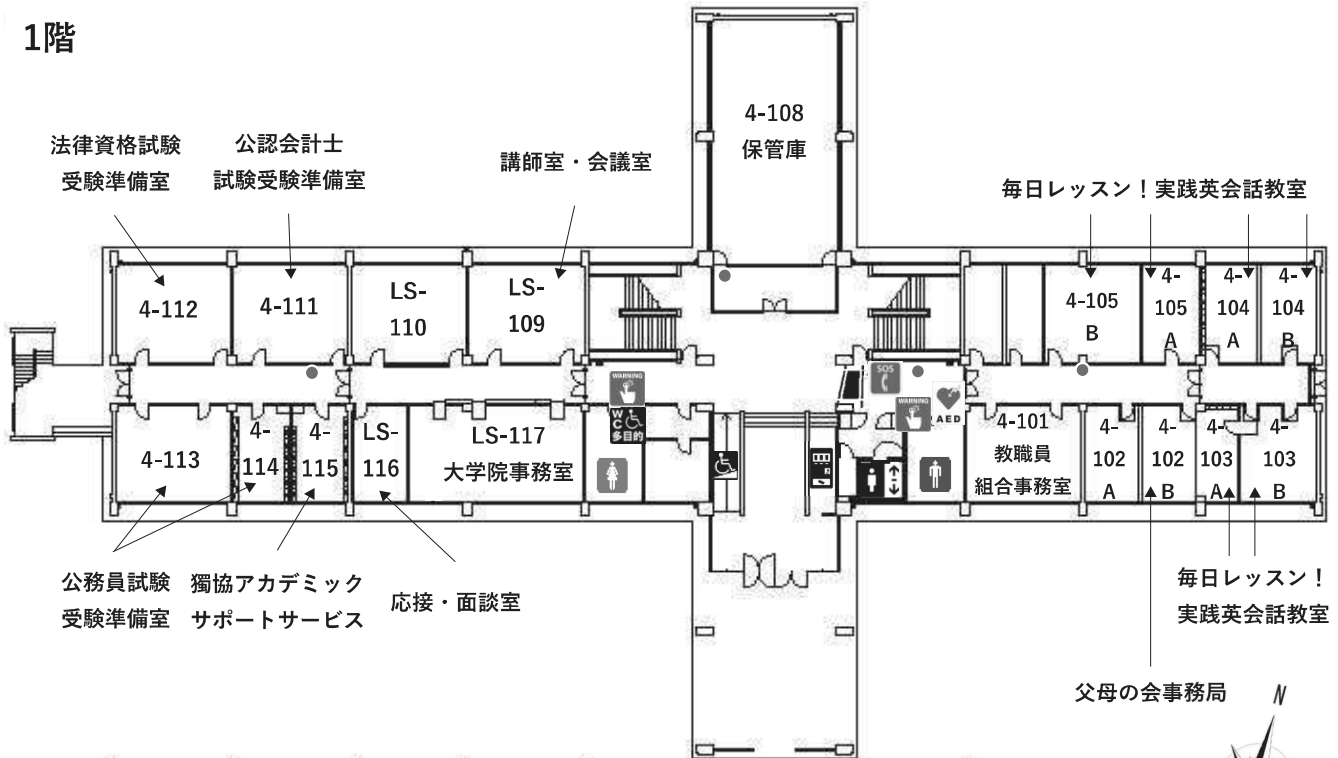 1階
4-108
保管庫
法律資格試験
受験準備室
公認会計士
試験受験準備室
講師室・会議室
毎日レッスン！実践英会話教室
4-112
4-111
LS-
110
LS-
109
4-105
B
4-
105
A
4-
104
A
4-
104
B
WARNING
SOS
WARNING
AED
WC
多目的
4-113
4-
114
4-
115
LS-
116
LS-117
大学院事務室
4-101
教職員
組合事務室
4-
102
A
4-
102
B
4-
103
A
4-
103
B
公務員試験
受験準備室
獨協アカデミック
サポートサービス
応接・面談室
毎日レッスン！
実践英会話教室
父母の会事務局
N